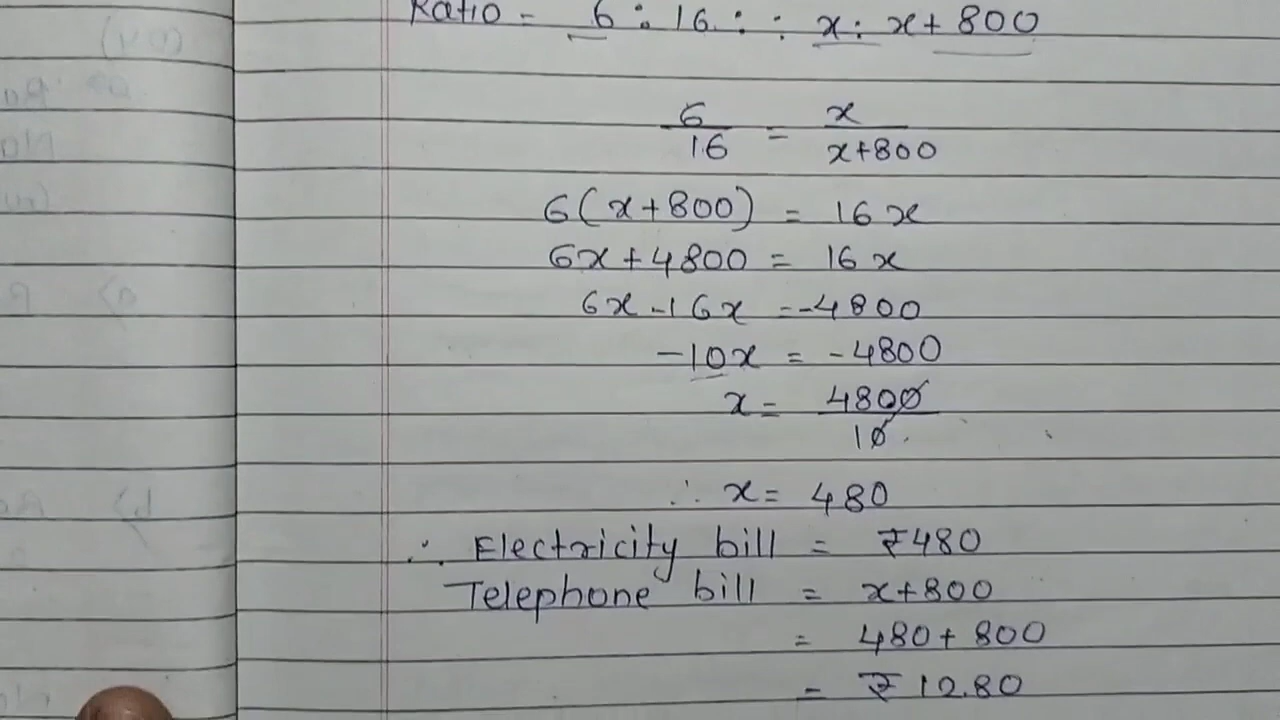 Ratio = 6 : 16 : : x : x + 800
6/16 = x/x+800
6(x+800) = 16x
6x+4800 = 16x
6x-16x =-4800
-10x = -4800
x = 4800/10
∴ x = 480
∴ Electricity bill = ₹480
Telephone bill = x+800
= 480+ 800
= ₹ 12.80